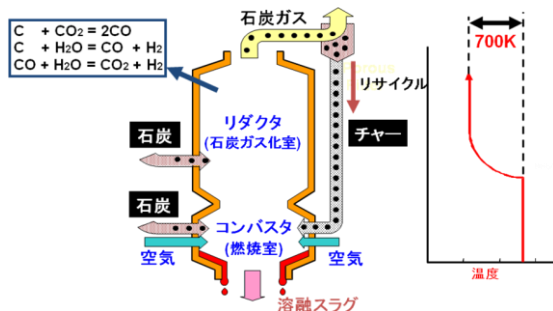 C + CO₂ = 2CO
C + H₂O = CO + H₂
CO + H₂O = CO₂ + H₂
石炭ガス
700K
リサイクル
リダクタ
(石炭ガス化室)
チャー
石炭
石炭
コンバスタ
(燃焼室)
空気
空気
温度
溶融スラグ